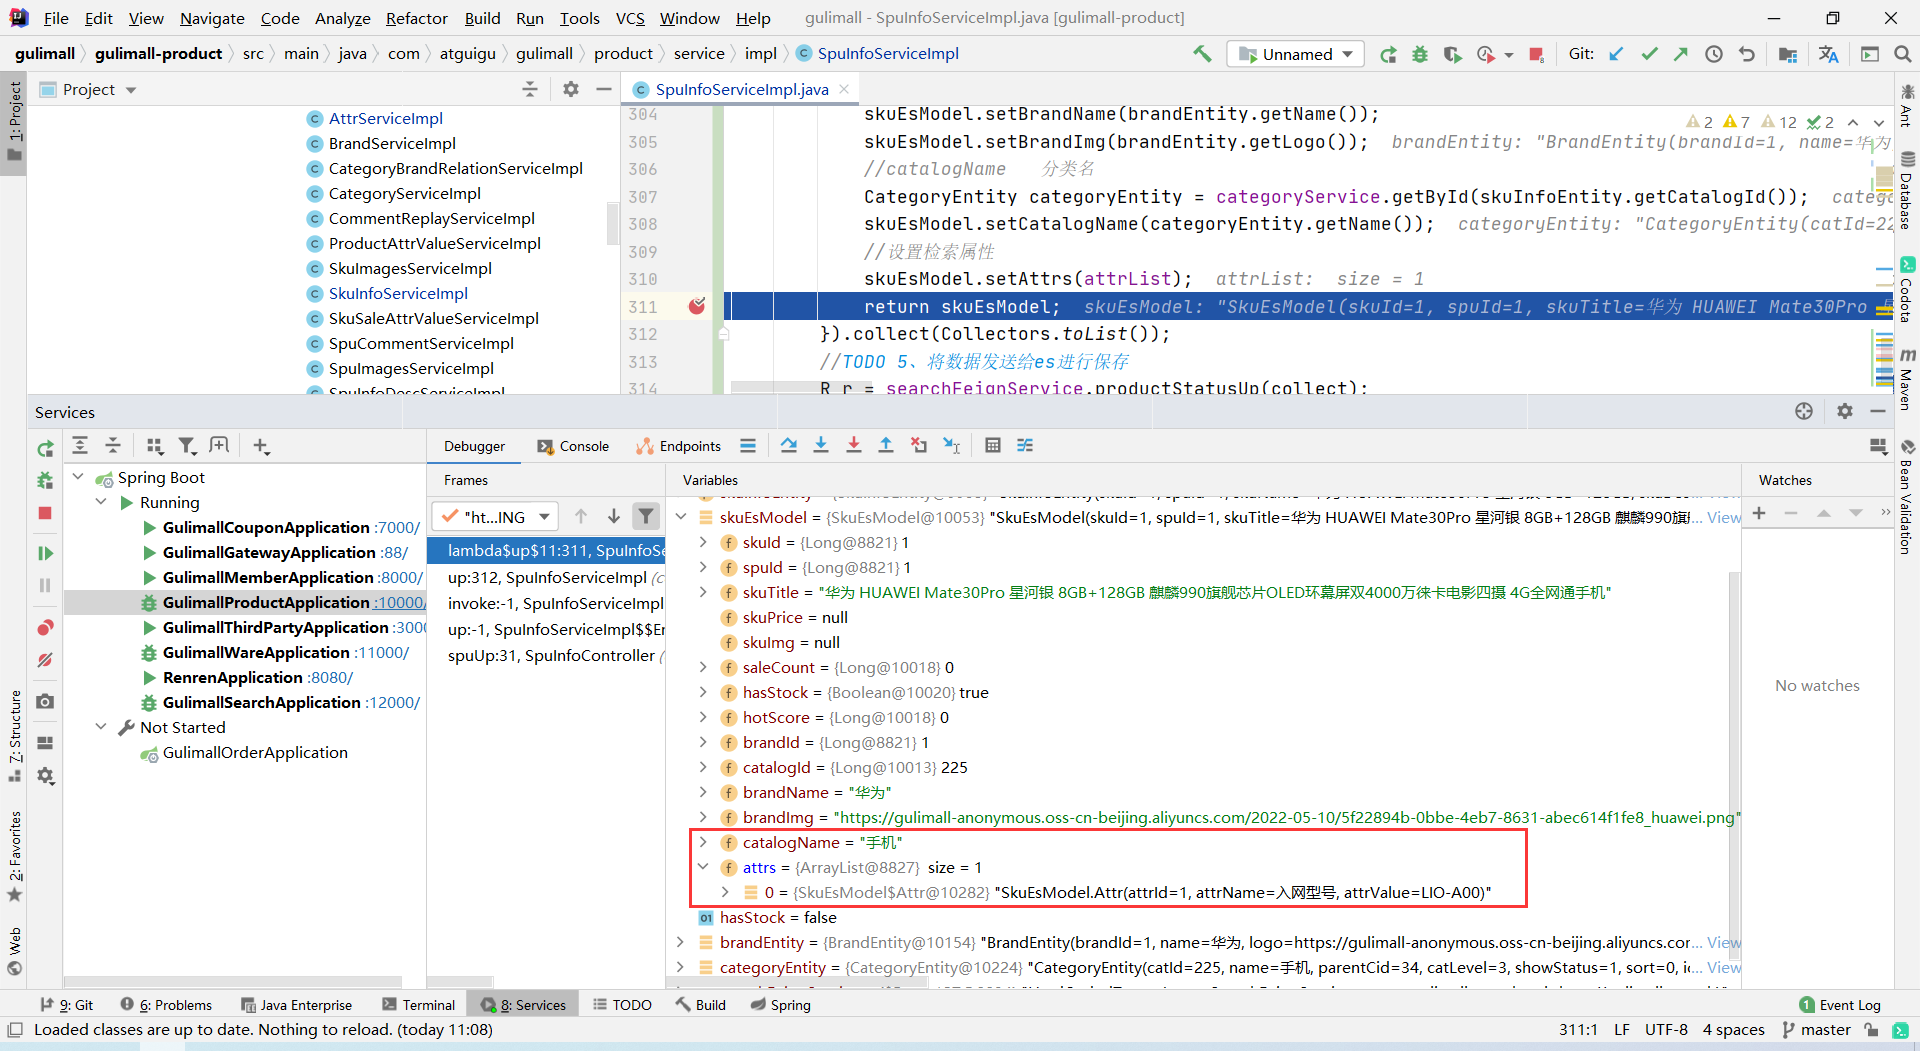 File Edit View Navigate Code Analyze Refactor Build Run Tools VCS Window Help gulimall - SpuInfoServiceImpl.java [gulimall-product]
gulimall gulimall-product src main java com atguigu gulimall product service impl SpuInfoServiceImpl Unnamed Git:
Project SpuInfoServiceImpl.java
1: Project
AttrServiceImpl
BrandServiceImpl
CategoryBrandRelationServiceImpl
CategoryServiceImpl
CommentReplayServiceImpl
ProductAttrValueServiceImpl
SkuImagesServiceImpl
SkuInfoServiceImpl
SkuSaleAttrValueServiceImpl
SpuCommentServiceImpl
SpuImagesServiceImpl
SpuInfoDescServiceImpl
2 7 12 2
304 skuEsModel.setBrandName(brandEntity.getName());
305 skuEsModel.setBrandImg(brandEntity.getLogo()); brandEntity: "BrandEntity(brandId=1, name=华为
306 //catalogName 分类名
307 CategoryEntity categoryEntity = categoryService.getById(skuInfoEntity.getCatalogId()); catego
308 skuEsModel.setCatalogName(categoryEntity.getName()); categoryEntity: "CategoryEntity(catId=22
309 //设置检索属性
310 skuEsModel.setAttrs(attrList); attrList: size = 1
311 return skuEsModel; skuEsModel: "SkuEsModel(skuId=1, spuId=1, skuTitle=华为 HUAWEI Mate30Pro
312 }).collect(Collectors.toList());
313 //TODO 5、将数据发送给es进行保存
314 R r = searchFeignService.productStatusUp(collect);
Ant
Database
Codota
Maven
Bean Validation
Services
Debugger Console Endpoints
Frames Variables Watches
Spring Boot
Running
GulimallCouponApplication :7000/
GulimallGatewayApplication :88/
GulimallMemberApplication :8000/
GulimallProductApplication :10000/
GulimallThirdPartyApplication :3000
GulimallWareApplication :11000/
RenrenApplication :8080/
GulimallSearchApplication :12000/
Not Started
GulimallOrderApplication
"ht...ING
lambda$up$11:311, SpuInfoSe
up:312, SpuInfoServiceImpl (c
invoke:-1, SpuInfoServiceImpl
up:-1, SpuInfoServiceImpl$$En
spuUp:31, SpuInfoController (
skuEsModel = {SkuEsModel@10053} "SkuEsModel(skuId=1, spuId=1, skuTitle=华为 HUAWEI Mate30Pro 星河银 8GB+128GB 麒麟990旗... View
skuId = {Long@8821} 1
spuId = {Long@8821} 1
skuTitle = "华为 HUAWEI Mate30Pro 星河银 8GB+128GB 麒麟990旗舰芯片OLED环幕屏双4000万徕卡电影四摄 4G全网通手机"
skuPrice = null
skuImg = null
saleCount = {Long@10018} 0
hasStock = {Boolean@10020} true
hotScore = {Long@10018} 0
brandId = {Long@8821} 1
catalogId = {Long@10013} 225
brandName = "华为"
brandImg = "https://gulimall-anonymous.oss-cn-beijing.aliyuncs.com/2022-05-10/5f22894b-0bbe-4eb7-8631-abec614f1fe8_huawei.png"
catalogName = "手机"
attrs = {ArrayList@8827} size = 1
0 = {SkuEsModel$Attr@10282} "SkuEsModel.Attr(attrId=1, attrName=入网型号, attrValue=LIO-A00)"
hasStock = false
brandEntity = {BrandEntity@10154} "BrandEntity(brandId=1, name=华为, logo=https://gulimall-anonymous.oss-cn-beijing.aliyuncs.cor... View
categoryEntity = {CategoryEntity@10224} "CategoryEntity(catId=225, name=手机, parentCid=34, catLevel=3, showStatus=1, sort=0, ic... View
No watches
7: Structure
2: Favorites
Web
9: Git 6: Problems Java Enterprise Terminal 8: Services TODO Build Spring 1 Event Log
Loaded classes are up to date. Nothing to reload. (today 11:08) 311:1 LF UTF-8 4 spaces master